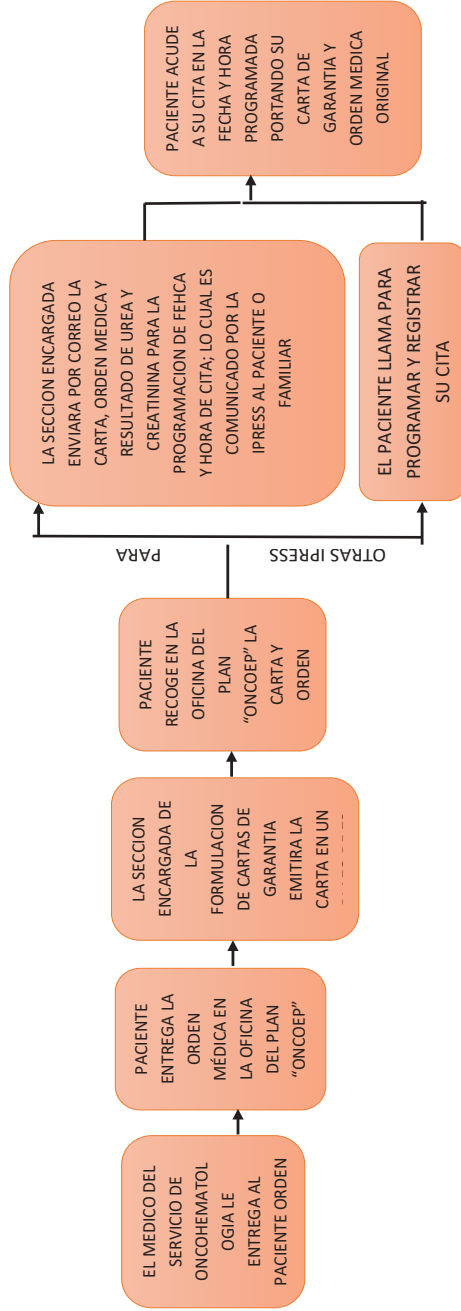 EL MEDICO DEL
SERVICIO DE
ONCOHEMATOL
OGIA LE
ENTREGA AL
PACIENTE ORDEN
PACIENTE
ENTREGA LA
ORDEN
MÉDICA EN
LA OFICINA
DEL PLAN
“ONCOEP”
LA SECCION
ENCARGADA DE
LA
FORMULACION
DE CARTAS DE
GARANTIA
EMITIRA LA
CARTA EN UN
PACIENTE
RECOGE EN LA
OFICINA DEL
PLAN
“ONCOEP” LA
CARTA Y
ORDEN
PARA
OTRAS IPRESS
LA SECCION ENCARGADA
ENVIARA POR CORREO LA
CARTA, ORDEN MEDICA Y
RESULTADO DE UREA Y
CREATININA PARA LA
PROGRAMACION DE FEHCA
Y HORA DE CITA; LO CUAL ES
COMUNICADO POR LA
IPRESS AL PACIENTE O
FAMILIAR
EL PACIENTE LLAMA PARA
PROGRAMAR Y REGISTRAR
SU CITA
PACIENTE ACUDE
A SU CITA EN LA
FECHA Y HORA
PROGRAMADA
PORTANDO SU
CARTA DE
GARANTIA Y
ORDEN MEDICA
ORIGINAL